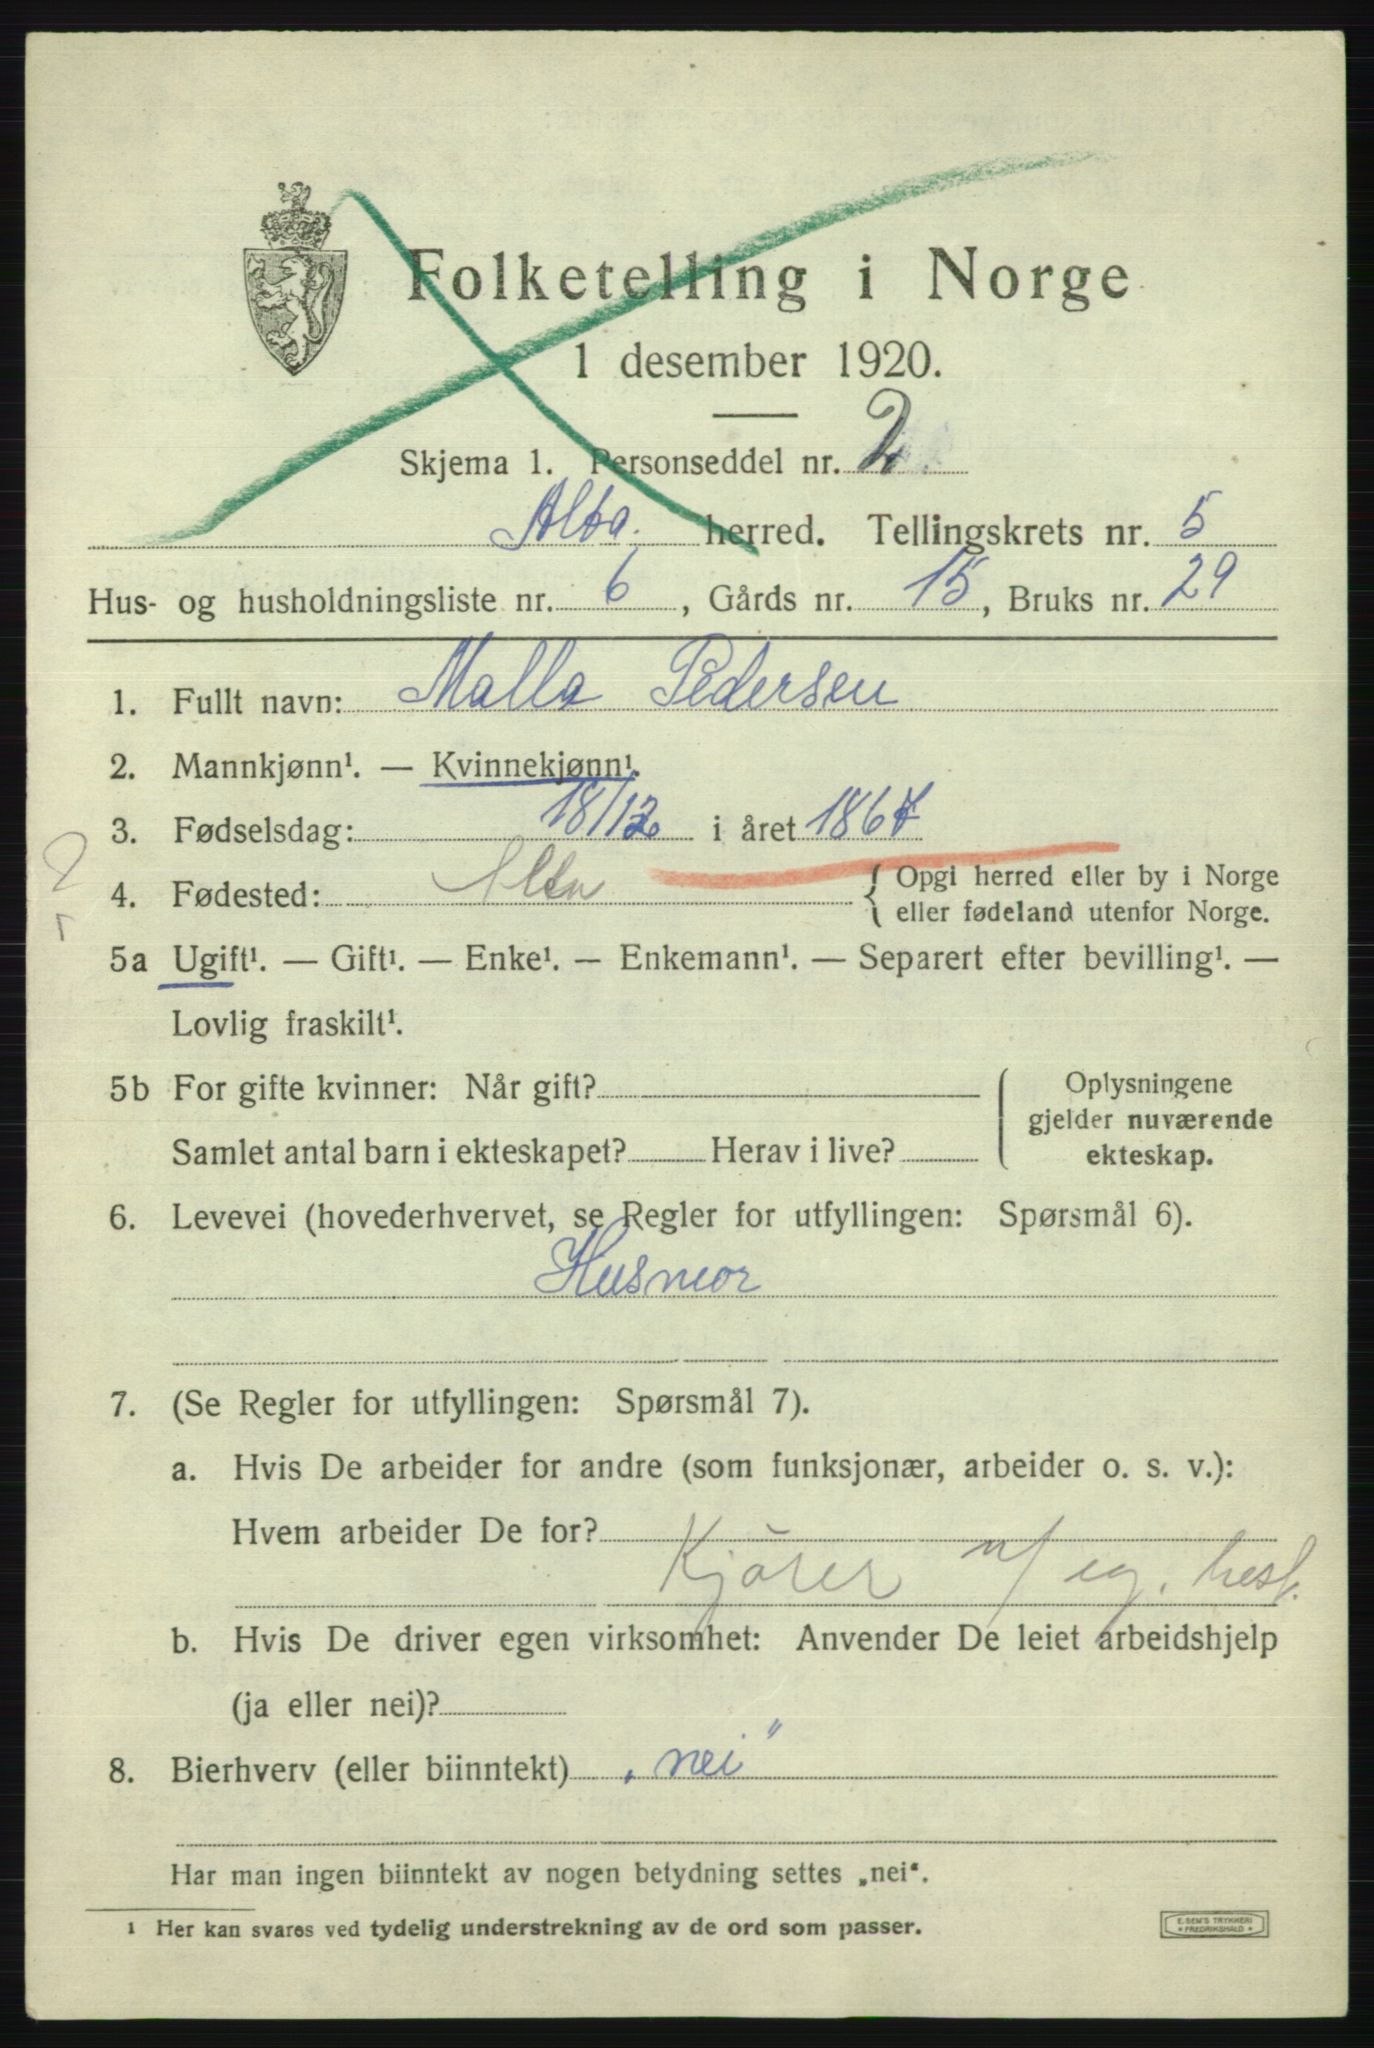 Folketelling i Norge
1 desember 1920.
Skjema 1. Personseddel nr. 2
Alta herred. Tellingskrets nr. 5
Hus- og husholdningsliste nr. 6, Gårds nr. 15, Bruks nr. 29
1. Fullt navn: Malla Pedersen
2. Mannkjønn¹. — Kvinnekjønn¹.
3. Fødselsdag: 18/12 i året 1867
4. Fødested: Alta { Opgi herred eller by i Norge
eller fødeland utenfor Norge.
5a Ugift¹. — Gift¹. — Enke¹. — Enkemann¹. — Separert efter bevilling¹. —
Lovlig fraskilt¹.
5b For gifte kvinner: Når gift? { Oplysningene
gjelder nuværende
Samlet antal barn i ekteskapet? Herav i live? ekteskap.
6. Levevei (hovederhvervet, se Regler for utfyllingen: Spørsmål 6).
Husmor
7. (Se Regler for utfyllingen: Spørsmål 7).
a. Hvis De arbeider for andre (som funksjonær, arbeider o. s. v.):
Hvem arbeider De for?
Kjörer m/ eg. hest.
b. Hvis De driver egen virksomhet: Anvender De leiet arbeidshjelp
(ja eller nei)?
8. Bierhverv (eller biinntekt) „nei"
Har man ingen biinntekt av nogen betydning settes „nei“.
¹ Her kan svares ved tydelig understrekning av de ord som passer.
E. SEM'S TRYKKERI
* FREDRIKSHALD *